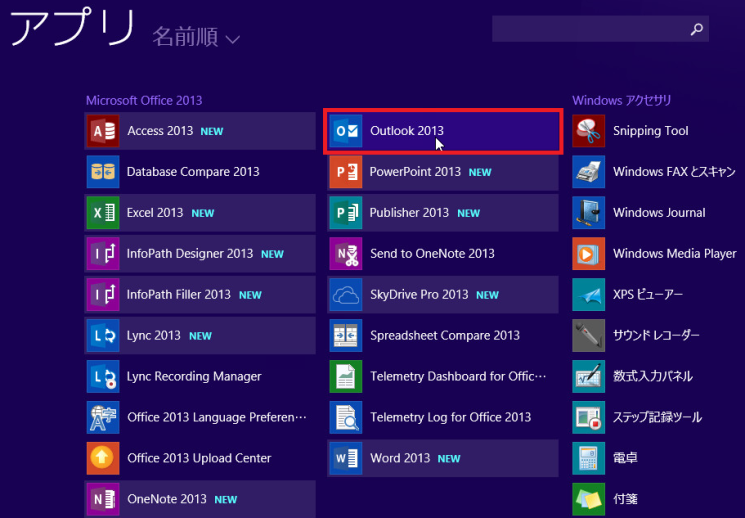 アプリ 名前順
Microsoft Office 2013
Access 2013 NEW
Database Compare 2013
Excel 2013 NEW
InfoPath Designer 2013 NEW
InfoPath Filler 2013 NEW
Lync 2013 NEW
Lync Recording Manager
Office 2013 Language Preferen…
Office 2013 Upload Center
OneNote 2013 NEW
Outlook 2013
PowerPoint 2013 NEW
Publisher 2013 NEW
Send to OneNote 2013
SkyDrive Pro 2013 NEW
Spreadsheet Compare 2013
Telemetry Dashboard for Offic…
Telemetry Log for Office 2013
Word 2013 NEW
Windows アクセサリ
Snipping Tool
Windows FAX とスキャン
Windows Journal
Windows Media Player
XPS ビューアー
サウンド レコーダー
数式入力パネル
ステップ記録ツール
電卓
付箋